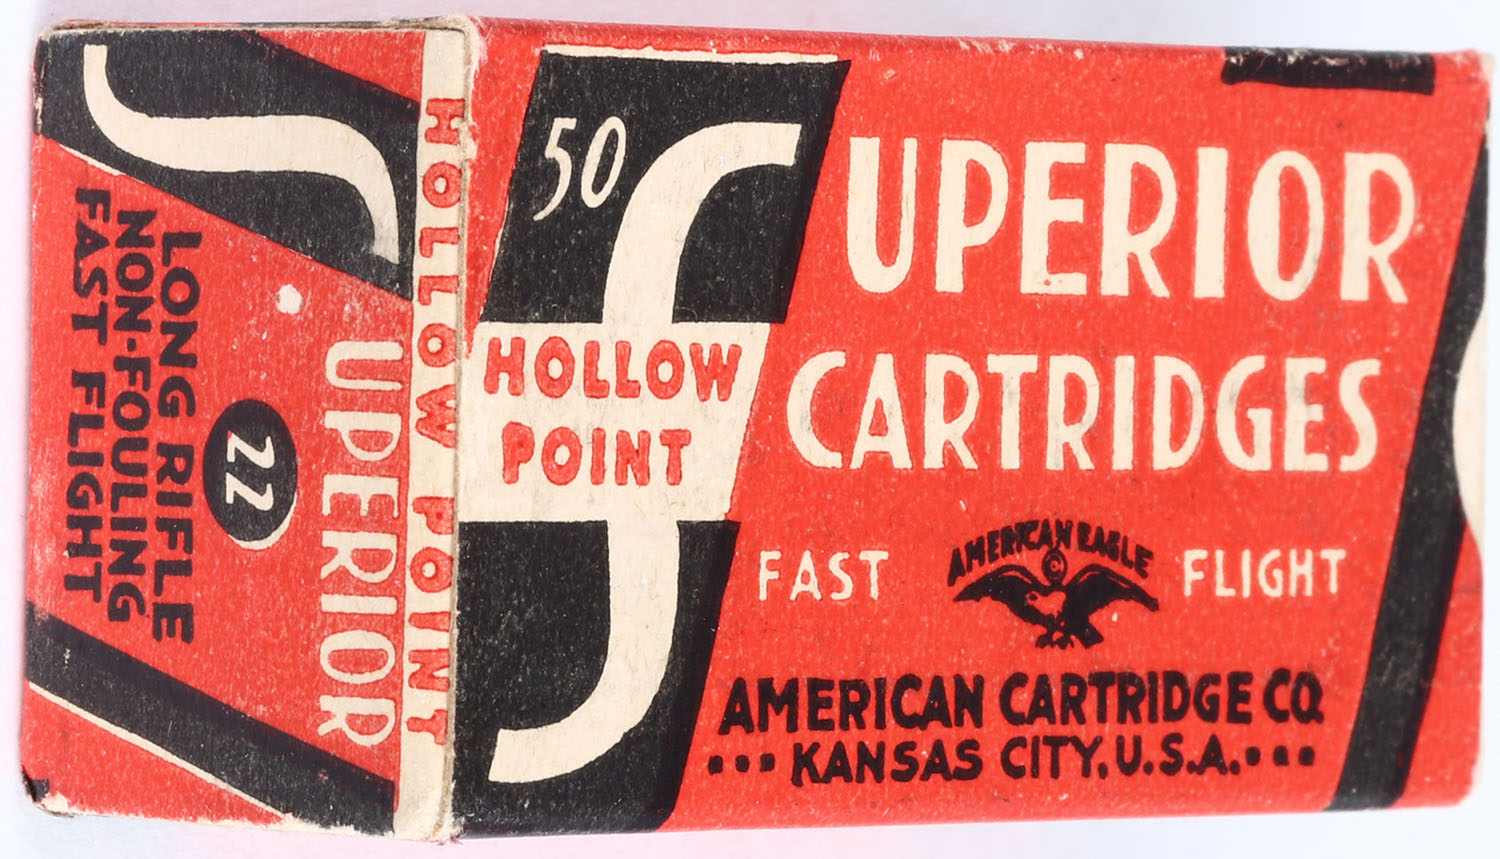 50
SUPERIOR
HOLLOW
POINT
CARTRIDGES
FAST
AMERICAN EAGLE
FLIGHT
AMERICAN CARTRIDGE CO.
KANSAS CITY, U.S.A.
HOLLOW POINT
SUPERIOR
22
LONG RIFLE
NON-FOULING
FAST FLIGHT